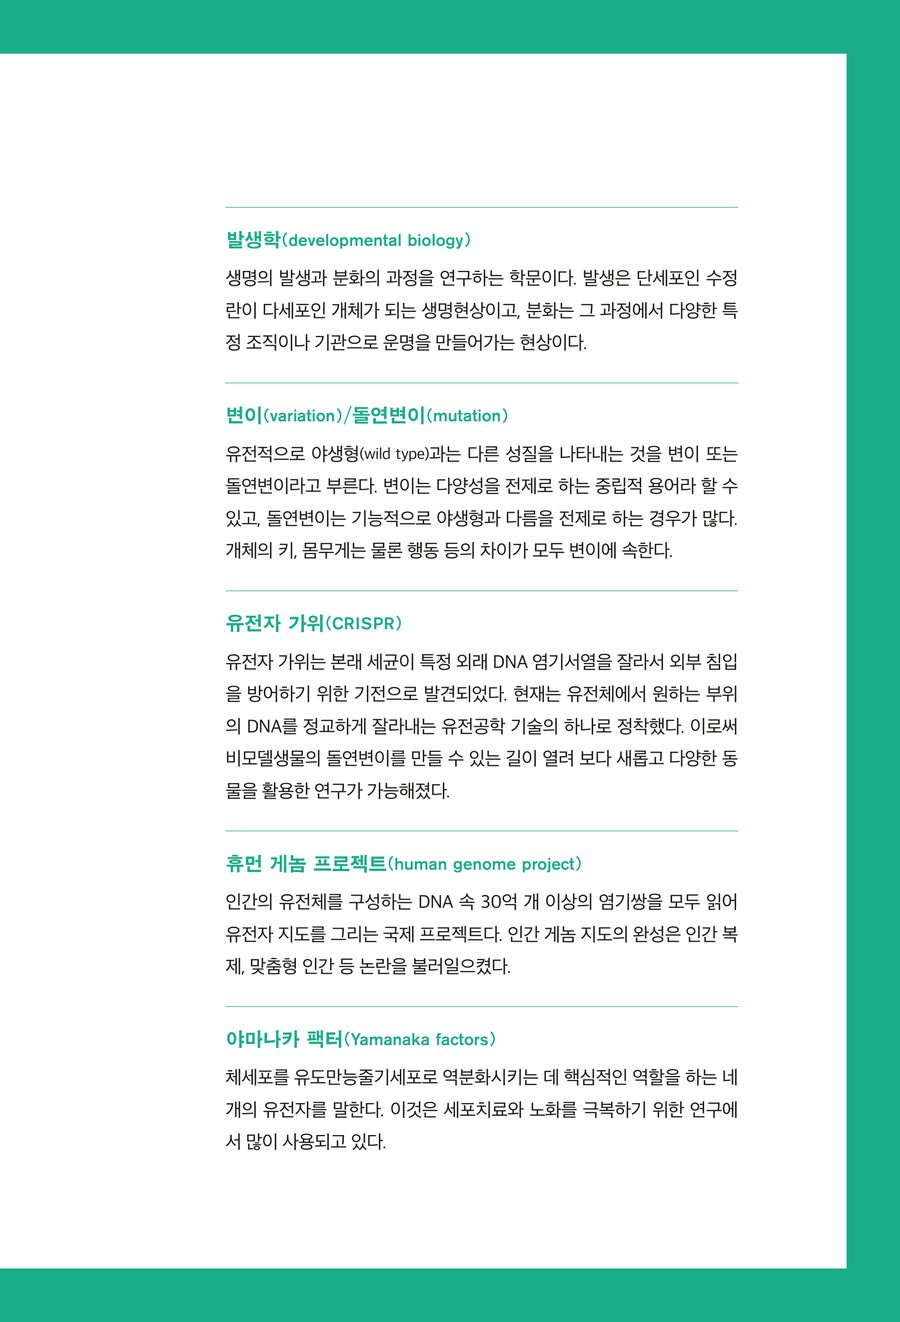 발생학(developmental biology)
생명의 발생과 분화의 과정을 연구하는 학문이다. 발생은 단세포인 수정
란이 다세포인 개체가 되는 생명현상이고, 분화는 그 과정에서 다양한 특
정 조직이나 기관으로 운명을 만들어가는 현상이다.
변이(variation)/돌연변이(mutation)
유전적으로 야생형(wild type)과는 다른 성질을 나타내는 것을 변이 또는
돌연변이라고 부른다. 변이는 다양성을 전제로 하는 중립적 용어라 할 수
있고, 돌연변이는 기능적으로 야생형과 다름을 전제로 하는 경우가 많다.
개체의 키, 몸무게는 물론 행동 등의 차이가 모두 변이에 속한다.
유전자 가위(CRISPR)
유전자 가위는 본래 세균이 특정 외래 DNA 염기서열을 잘라서 외부 침입
을 방어하기 위한 기전으로 발견되었다. 현재는 유전체에서 원하는 부위
의 DNA를 정교하게 잘라내는 유전공학 기술의 하나로 정착했다. 이로써
비모델생물의 돌연변이를 만들 수 있는 길이 열려 보다 새롭고 다양한 동
물을 활용한 연구가 가능해졌다.
휴먼 게놈 프로젝트(human genome project)
인간의 유전체를 구성하는 DNA 속 30억 개 이상의 염기쌍을 모두 읽어
유전자 지도를 그리는 국제 프로젝트다. 인간 게놈 지도의 완성은 인간 복
제, 맞춤형 인간 등 논란을 불러일으켰다.
야마나카 팩터(Yamanaka factors)
체세포를 유도만능줄기세포로 역분화시키는 데 핵심적인 역할을 하는 네
개의 유전자를 말한다. 이것은 세포치료와 노화를 극복하기 위한 연구에
서 많이 사용되고 있다.